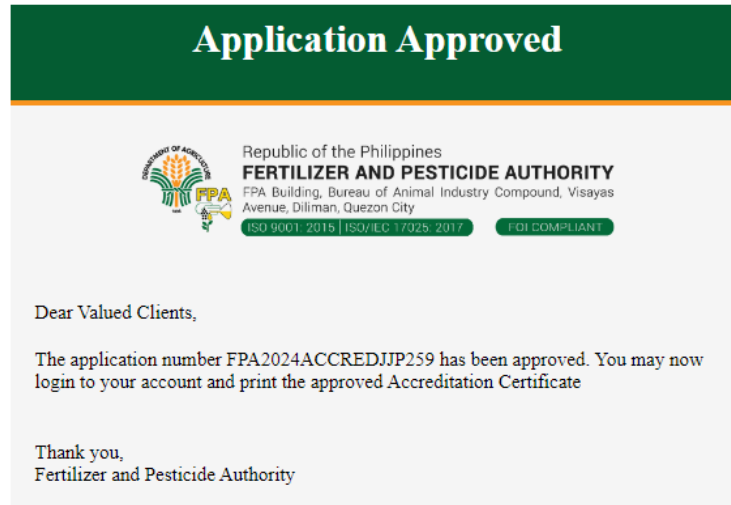 Application Approved
DEPARTMENT OF AGRICULTURE
FPA
Republic of the Philippines
FERTILIZER AND PESTICIDE AUTHORITY
FPA Building, Bureau of Animal Industry Compound, Visayas
Avenue, Diliman, Quezon City
ISO 9001: 2015 | ISO/IEC 17025: 2017 FOI COMPLIANT
Dear Valued Clients,
The application number FPA2024ACCREDJJP259 has been approved. You may now
login to your account and print the approved Accreditation Certificate
Thank you,
Fertilizer and Pesticide Authority